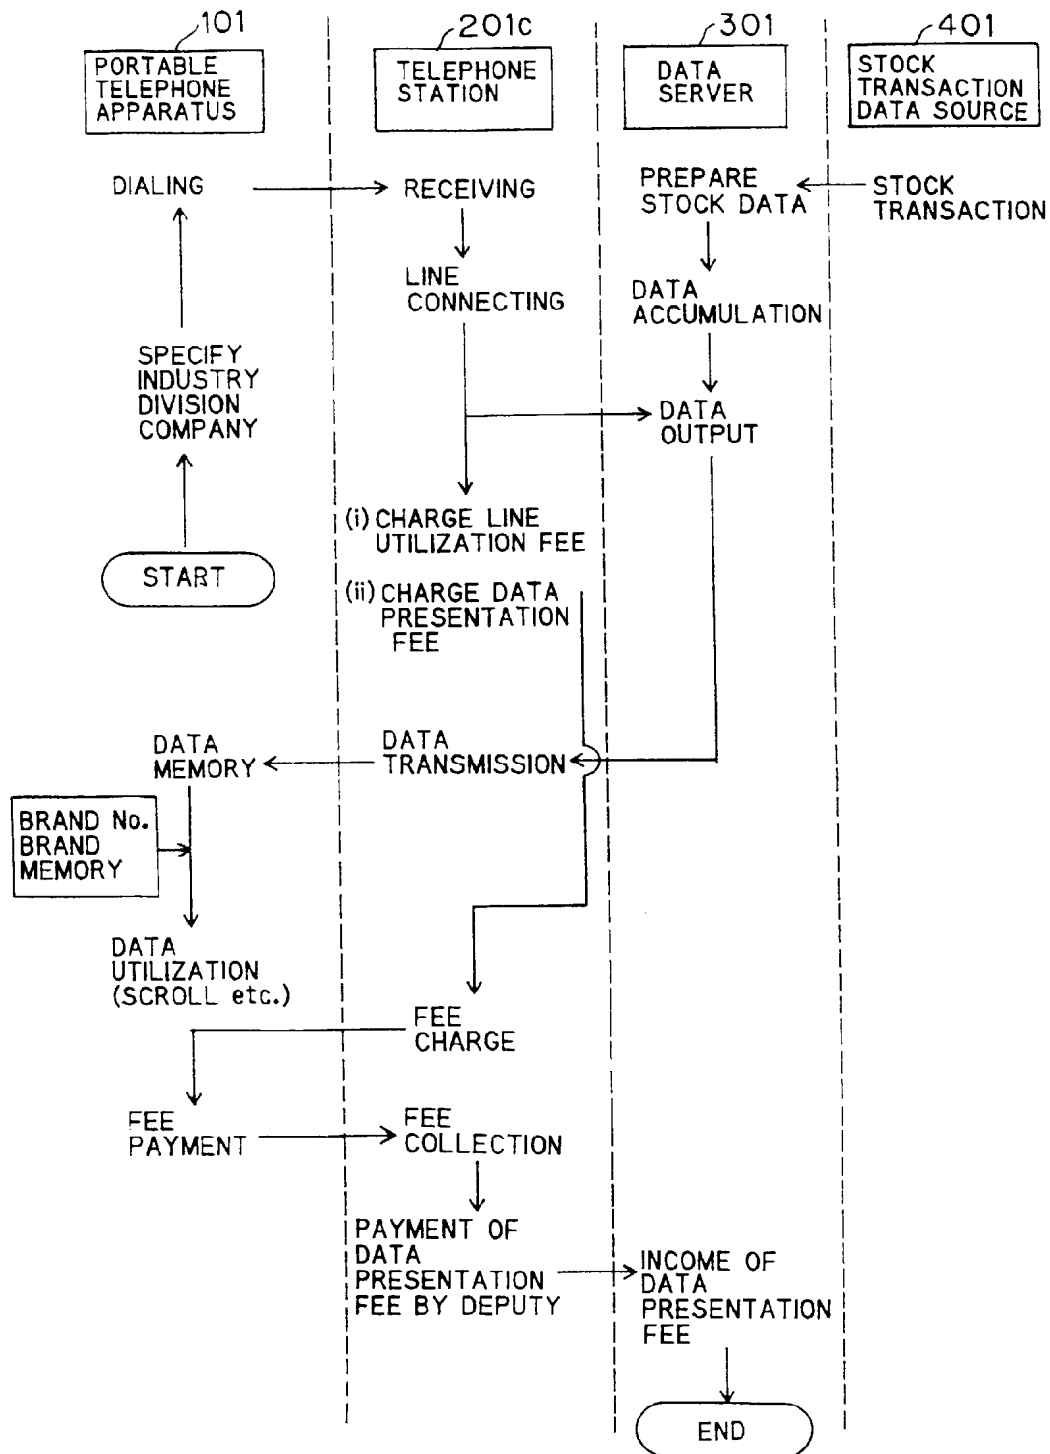 101
201c
301
401
PORTABLE
TELEPHONE
APPARATUS
TELEPHONE
STATION
DATA
SERVER
STOCK
TRANSACTION
DATA SOURCE
DIALING
RECEIVING
PREPARE
STOCK DATA
STOCK
TRANSACTION
LINE
CONNECTING
DATA
ACCUMULATION
SPECIFY
INDUSTRY
DIVISION
COMPANY
DATA
OUTPUT
START
(i) CHARGE LINE
UTILIZATION FEE
(ii) CHARGE DATA
PRESENTATION
FEE
DATA
MEMORY
DATA
TRANSMISSION
BRAND No.
BRAND
MEMORY
DATA
UTILIZATION
(SCROLL etc.)
FEE
CHARGE
FEE
PAYMENT
FEE
COLLECTION
PAYMENT OF
DATA
PRESENTATION
FEE BY DEPUTY
INCOME OF
DATA
PRESENTATION
FEE
END